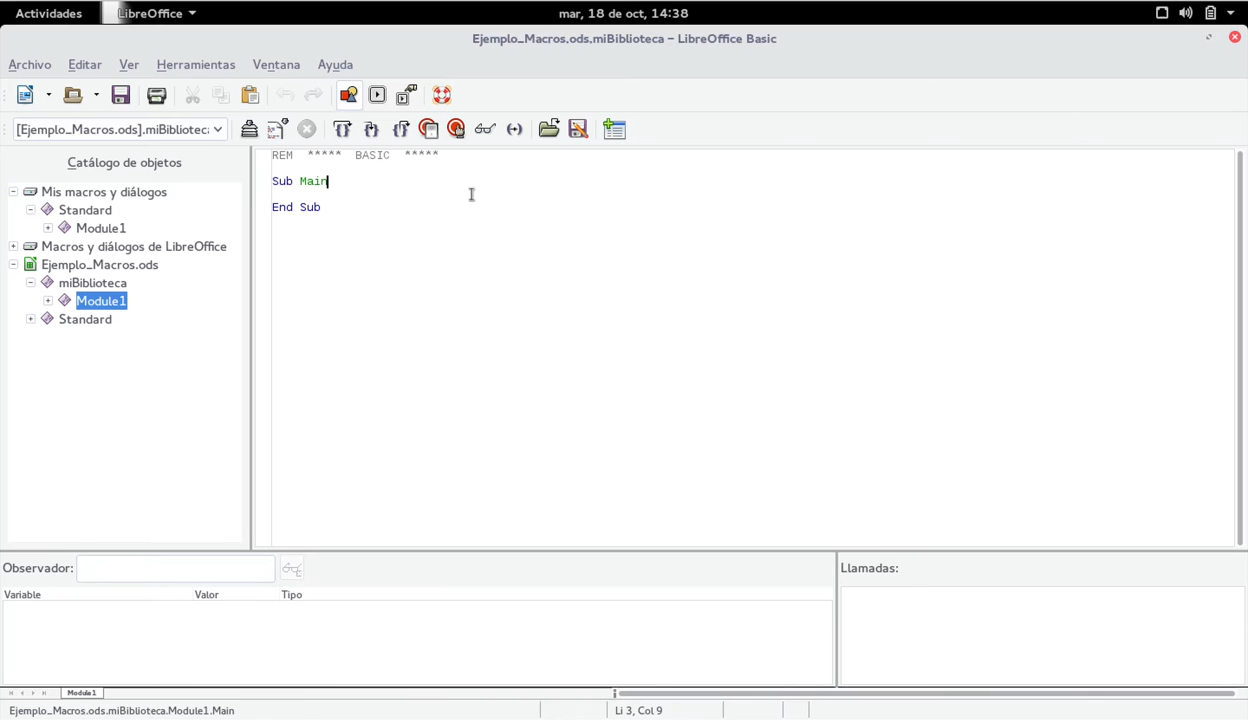 Actividades LibreOffice mar, 18 de oct, 14:38
Ejemplo_Macros.ods.miBiblioteca – LibreOffice Basic
Archivo Editar Ver Herramientas Ventana Ayuda
[Ejemplo_Macros.ods].miBibliotec
Catálogo de objetos
Mis macros y diálogos
Standard
Module1
Macros y diálogos de LibreOffice
Ejemplo_Macros.ods
miBiblioteca
Module1
Standard
REM ***** BASIC *****
Sub Main
End Sub
Observador:
Variable Valor Tipo
Llamadas:
Module1
Ejemplo_Macros.ods.miBiblioteca.Module1.Main Li 3, Col 9